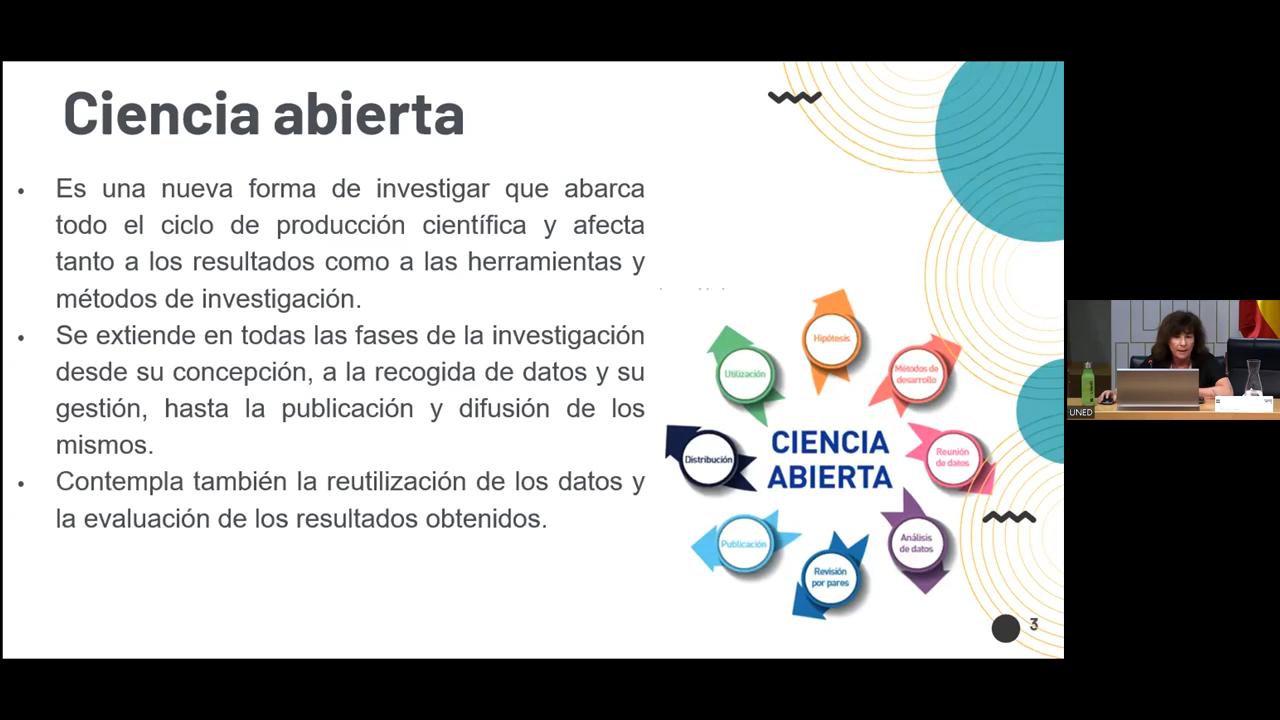 Ciencia abierta
• Es una nueva forma de investigar que abarca
todo el ciclo de producción científica y afecta
tanto a los resultados como a las herramientas y
métodos de investigación.
• Se extiende en todas las fases de la investigación
desde su concepción, a la recogida de datos y su
gestión, hasta la publicación y difusión de los
mismos.
• Contempla también la reutilización de los datos y
la evaluación de los resultados obtenidos.
Hipótesis
Métodos de
desarrollo
Reunión
de datos
Análisis
de datos
Revisión
por pares
Publicación
Distribución
Utilización
CIENCIA
ABIERTA
3
UNED